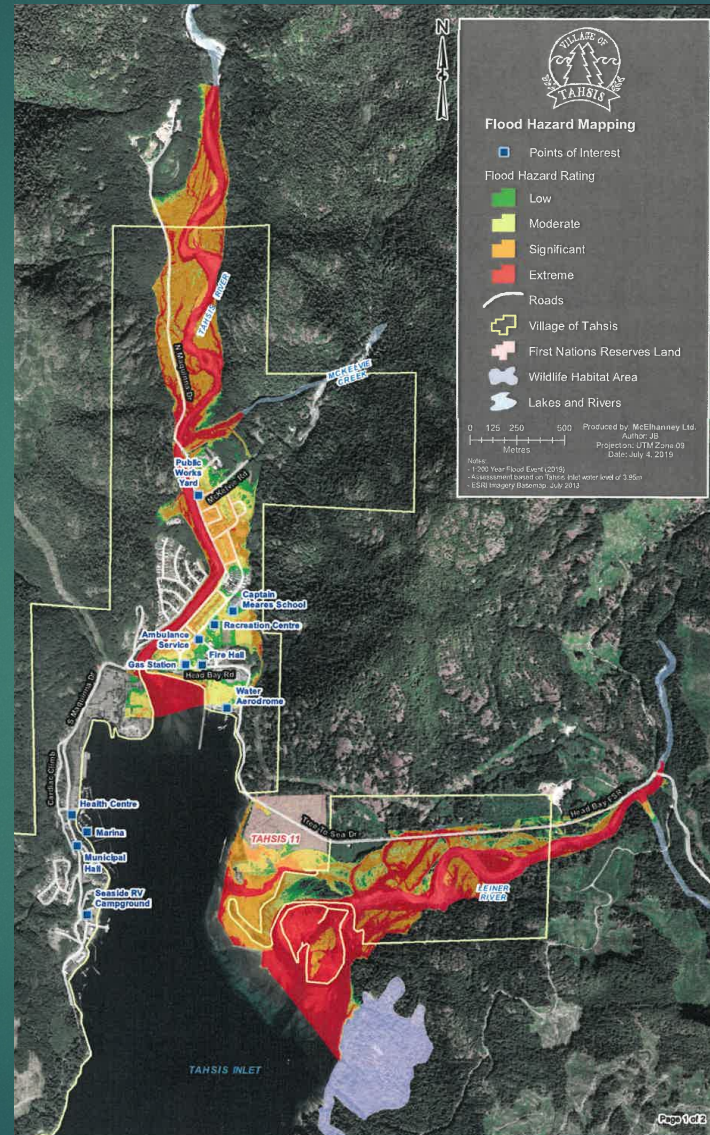 N
VILLAGE OF
TAHSIS
Flood Hazard Mapping
Points of Interest
Flood Hazard Rating
Low
Moderate
Significant
Extreme
Roads
Village of Tahsis
First Nations Reserves Land
Wildlife Habitat Area
Lakes and Rivers
0 125 250 500
Metres
Produced by: McElhanney Ltd.
Author: JB
Projection: UTM Zone 09
Date: July 4, 2019
Notes:
- 1:200 Year Flood Event (2019)
- Assessment based on Tahsis Inlet water level of 3.95m
- ESRI Imagery Basemap: July 2013
TAHSIS RIVER
N Maquinna Dr
MCKELVIE
CREEK
Public
Works
Yard
McKelvie Rd
Captain
Meares School
Recreation Centre
Ambulance
Service
Fire Hall
Gas Station
Head Bay Rd
Water
Aerodrome
S Maquinna Dr
Cardiac Climb
Health Centre
Marina
Municipal
Hall
Seaside RV
Campground
Tree To Sea Dr
Head Bay FSR
TAHSIS 11
LEINER
RIVER
TAHSIS INLET
Page 1 of 2